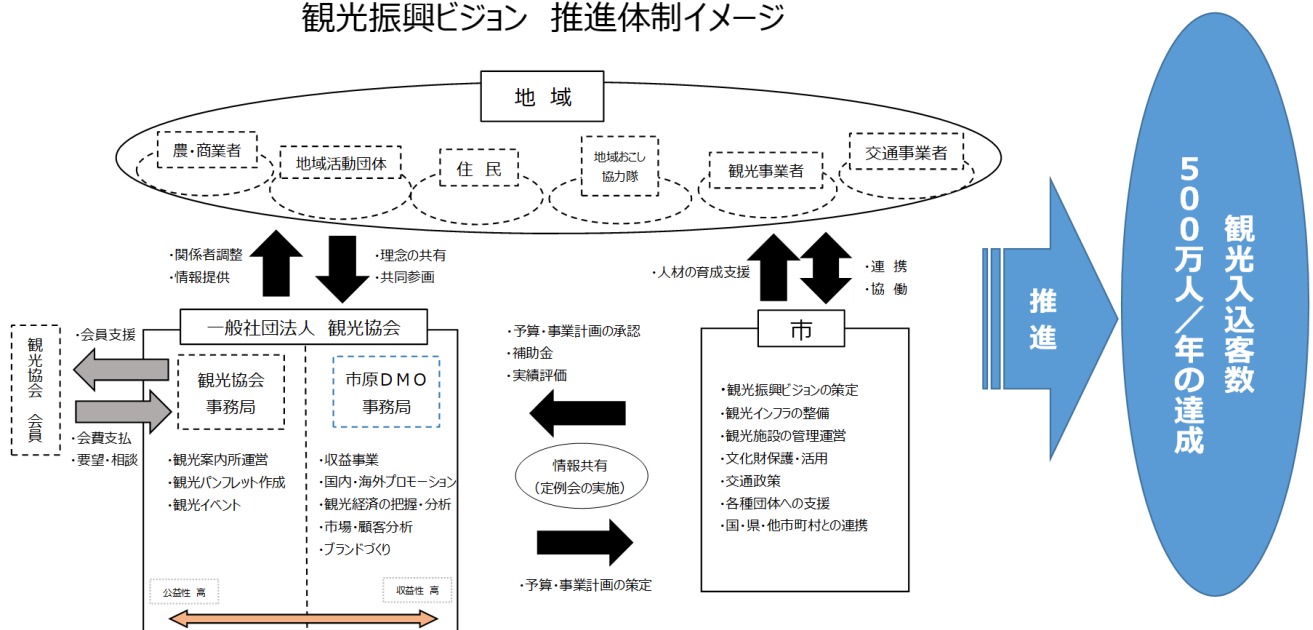 観光振興ビジョン 推進体制イメージ
地 域
農・商業者
地域活動団体
住 民
地域おこし
協力隊
観光事業者
交通事業者
・関係者調整
・情報提供
・理念の共有
・共同参画
・人材の育成支援
・連 携
・協 働
観光協会 会員
・会員支援
・会費支払
・要望・相談
一般社団法人 観光協会
観光協会
事務局
・観光案内所運営
・観光パンフレット作成
・観光イベント
市原DMO
事務局
・収益事業
・国内・海外プロモーション
・観光経済の把握・分析
・市場・顧客分析
・ブランドづくり
公益性 高
収益性 高
・予算・事業計画の承認
・補助金
・実績評価
情報共有
（定例会の実施）
・予算・事業計画の策定
市
・観光振興ビジョンの策定
・観光インフラの整備
・観光施設の管理運営
・文化財保護・活用
・交通政策
・各種団体への支援
・国・県・他市町村との連携
推進
観光入込客数
500万人／年の達成